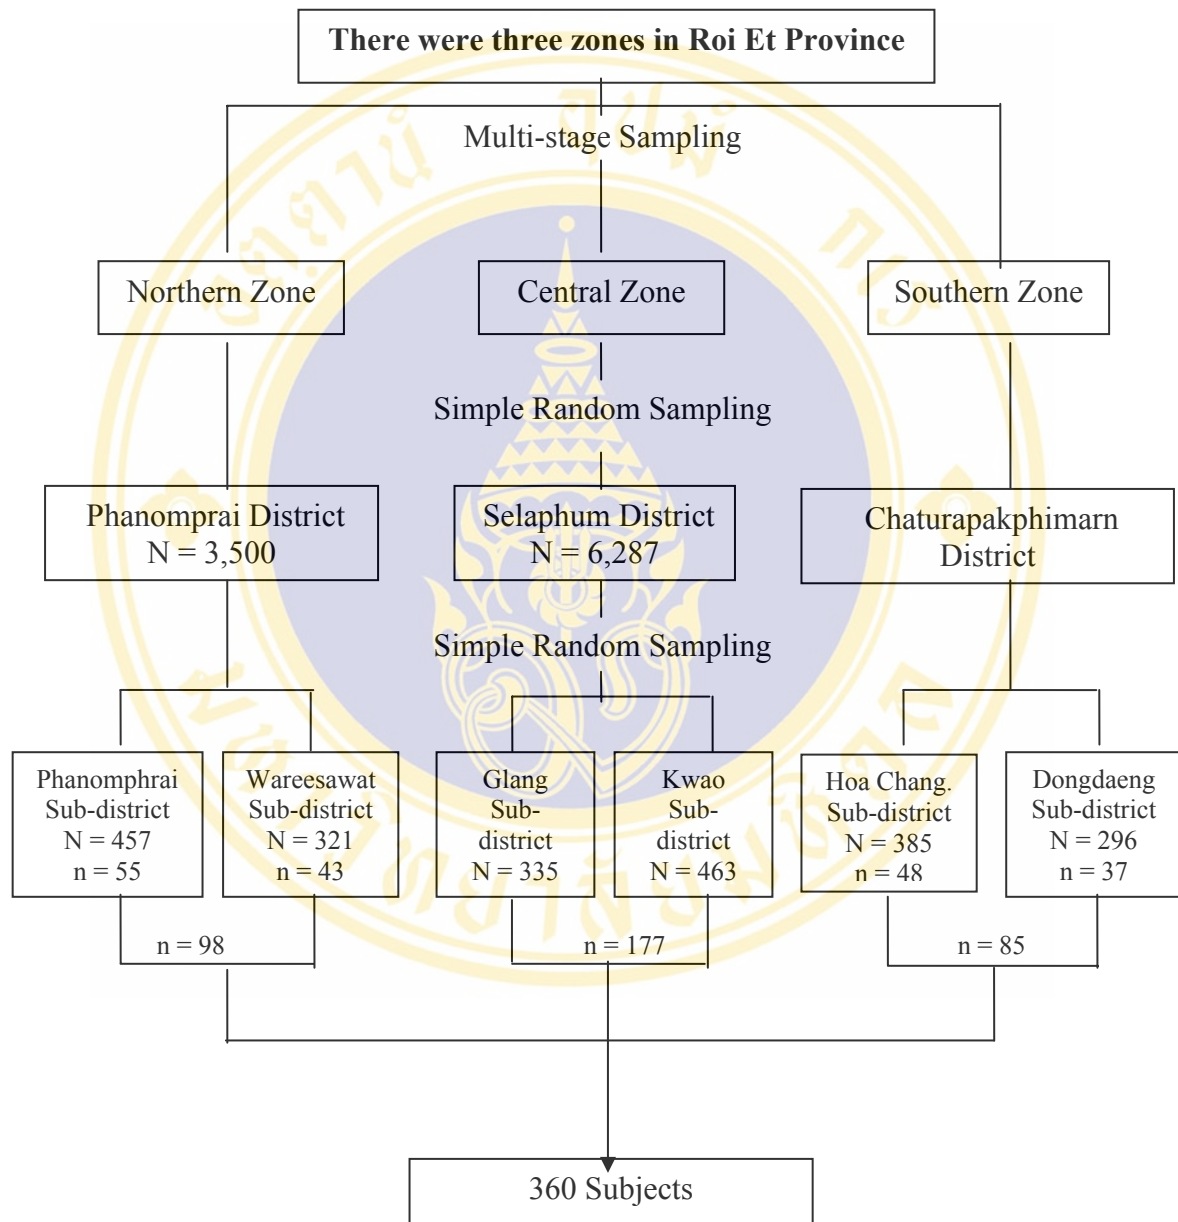 There were three zones in Roi Et Province
Multi-stage Sampling
Northern Zone
Central Zone
Southern Zone
Simple Random Sampling
Phanomprai District
N = 3,500
Selaphum District
N = 6,287
Chaturapakphimarn
District
Simple Random Sampling
Phanomphrai
Sub-district
N = 457
n = 55
Wareesawat
Sub-district
N = 321
n = 43
Glang
Sub-
district
N = 335
Kwao
Sub-
district
N = 463
Hoa Chang.
Sub-district
N = 385
n = 48
Dongdaeng
Sub-district
N = 296
n = 37
n = 98
n = 177
n = 85
360 Subjects